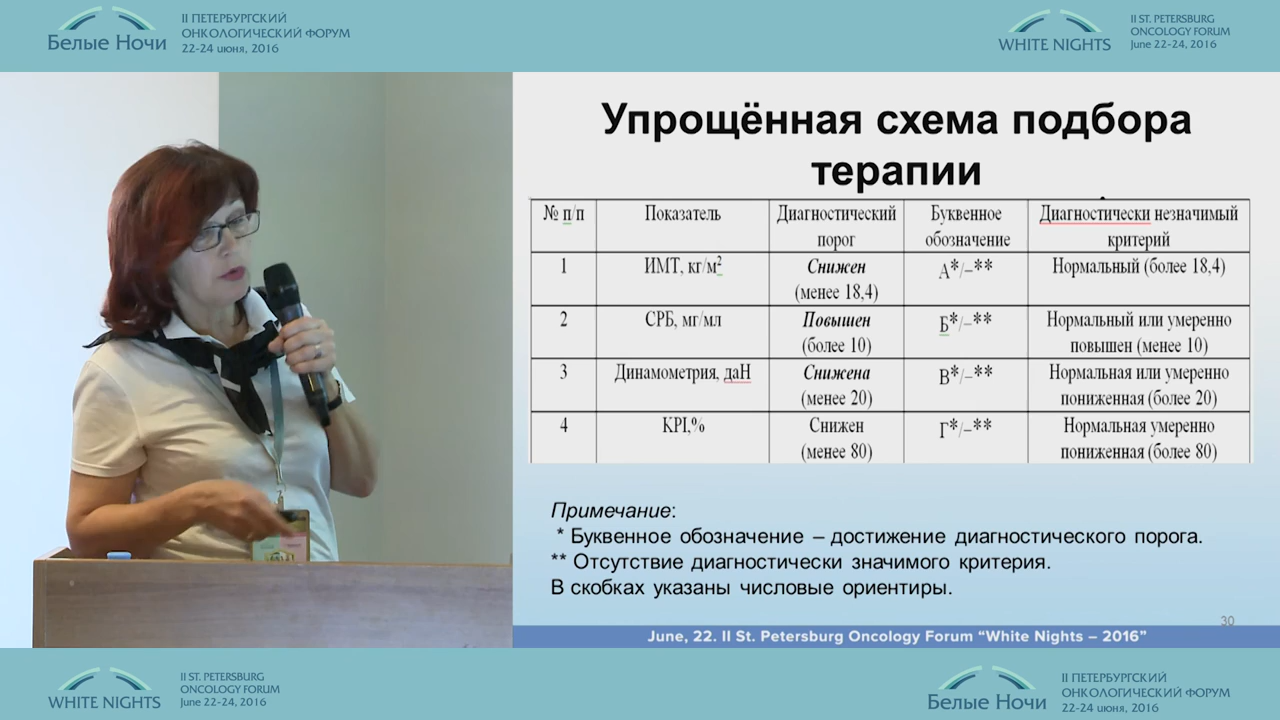 Белые Ночи
II ПЕТЕРБУРГСКИЙ
ОНКОЛОГИЧЕСКИЙ ФОРУМ
22-24 июня, 2016
WHITE NIGHTS
II ST. PETERSBURG
ONCOLOGY FORUM
June 22-24, 2016
Упрощённая схема подбора
терапии
№ п/п Показатель Диагностический порог Буквенное обозначение Диагностически незначимый критерий
1 ИМТ, кг/м² Снижен (менее 18,4) А*/–** Нормальный (более 18,4)
2 СРБ, мг/мл Повышен (более 10) Б*/–** Нормальный или умеренно повышен (менее 10)
3 Динамометрия, даН Снижена (менее 20) В*/–** Нормальная или умеренно пониженная (более 20)
4 KPI,% Снижен (менее 80) Г*/–** Нормальная умеренно пониженная (более 80)
Примечание:
* Буквенное обозначение – достижение диагностического порога.
** Отсутствие диагностически значимого критерия.
В скобках указаны числовые ориентиры.
30
June, 22. II St. Petersburg Oncology Forum “White Nights – 2016”
WHITE NIGHTS
II ST. PETERSBURG
ONCOLOGY FORUM
June 22-24, 2016
Белые Ночи
II ПЕТЕРБУРГСКИЙ
ОНКОЛОГИЧЕСКИЙ ФОРУМ
22-24 июня, 2016